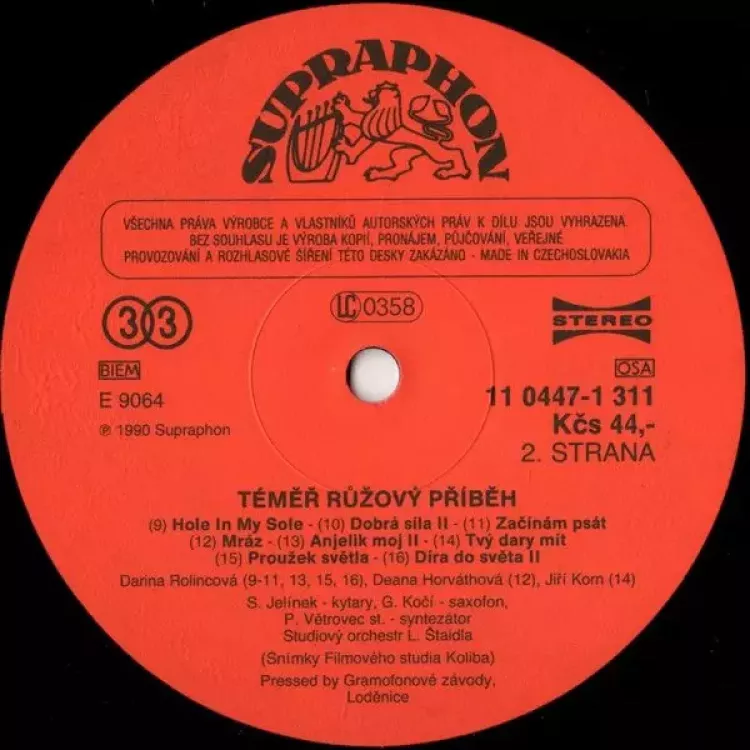 SUPRAPHON
VŠECHNA PRÁVA VÝROBCE A VLASTNÍKŮ AUTORSKÝCH PRÁV K DÍLU JSOU VYHRAZENA
BEZ SOUHLASU JE VÝROBA KOPIÍ, PRONÁJEM, PŮJČOVÁNÍ, VEŘEJNÉ
PROVOZOVÁNÍ A ROZHLASOVÉ ŠÍŘENÍ TÉTO DESKY ZAKÁZÁNO - MADE IN CZECHOSLOVAKIA
33
LC 0358
STEREO
BIEM
OSA
E 9064
11 0447-1 311
Kčs 44,-
℗ 1990 Supraphon
2. STRANA
TÉMĚŘ RŮŽOVÝ PŘÍBĚH
(9) Hole In My Sole - (10) Dobrá síla II - (11) Začínám psát
(12) Mráz - (13) Anjelik moj II - (14) Tvý dary mít
(15) Proužek světla - (16) Díra do světa II
Darina Rolincová (9-11, 13, 15, 16), Deana Horváthová (12), Jiří Korn (14)
S. Jelínek - kytary, G. Kočí - saxofon,
P. Větrovec st. - syntezátor
Studiový orchestr L. Štaidla
(Snímky Filmového studia Koliba)
Pressed by Gramofonové závody,
Loděnice